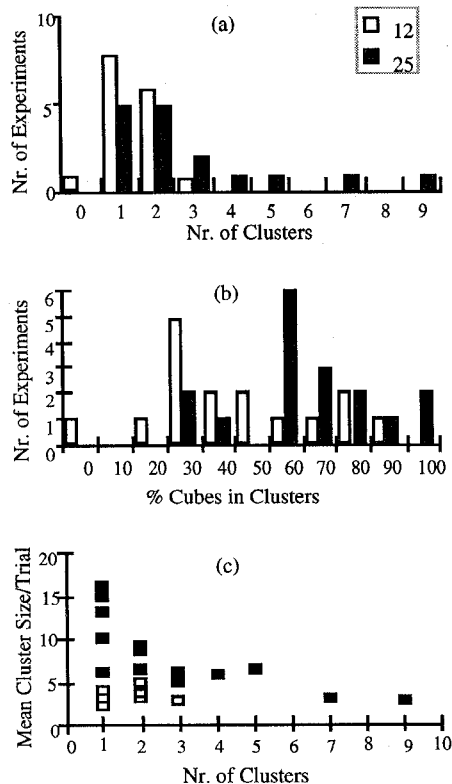 (a)
12
25
Nr. of Experiments
10
5
0
0 1 2 3 4 5 6 7 8 9
Nr. of Clusters
(b)
Nr. of Experiments
6
5
4
3
2
1
0
0 10 20 30 40 50 60 70 80 90 100
% Cubes in Clusters
(c)
Mean Cluster Size/Trial
20
15
10
5
0
0 1 2 3 4 5 6 7 8 9 10
Nr. of Clusters